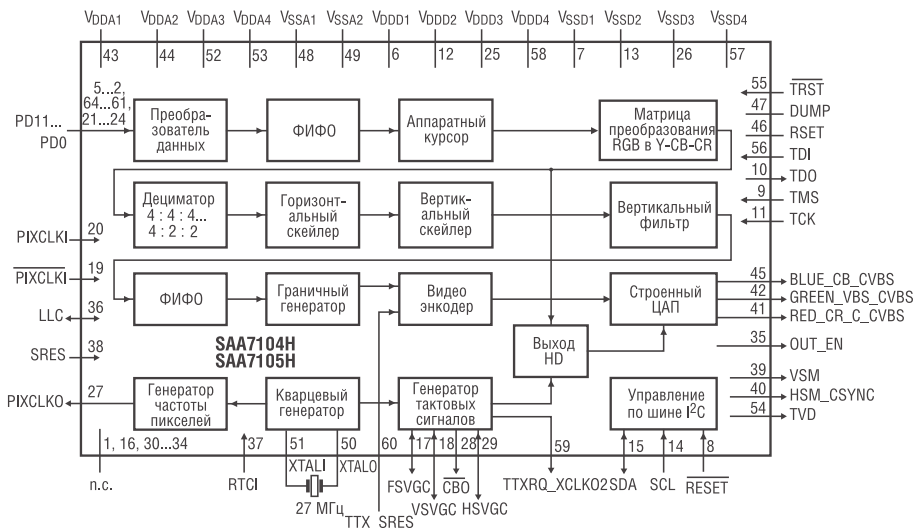 VDDA1 VDDA2 VDDA3 VDDA4 VSSA1 VSSA2 VDDD1 VDDD2 VDDD3 VDDD4 VSSD1 VSSD2 VSSD3 VSSD4
43 44 52 53 48 49 6 12 25 58 7 13 26 57
5...2,
64...61,
21...24
PD11...
PD0
Преобра-
зователь
данных
ФИФО
Аппаратный
курсор
Матрица
преобразования
RGB в Y-CB-CR
55 TRST
47 DUMP
46 RSET
56 TDI
10 TDO
9 TMS
11 TCK
Дециматор
4 : 4 : 4...
4 : 2 : 2
Горизонт-
альный
скейлер
Вертик-
альный
скейлер
Вертикальный
фильтр
20
PIXCLKI
19
PIXCLKI
36
LLC
38
SRES
27
PIXCLKO
ФИФО
Граничный
генератор
Видео
энкодер
Строенный
ЦАП
45 BLUE_CB_CVBS
42 GREEN_VBS_CVBS
41 RED_CR_C_CVBS
35 OUT_EN
39 VSM
40 HSM_CSYNC
54 TVD
SAA7104H
SAA7105H
Выход
HD
Генератор
частоты
пикселей
Кварцевый
генератор
Генератор
тактовых
сигналов
Управление
по шине I²C
1, 16, 30...34 37 51 50 60 17 18 28 29 59 15 14 8
n.c. RTCI XTALI XTALO FSVGC CBO TTXRQ_XCLKO2 SDA SCL RESET
27 МГц VSVGC HSVGC
TTX_SRES